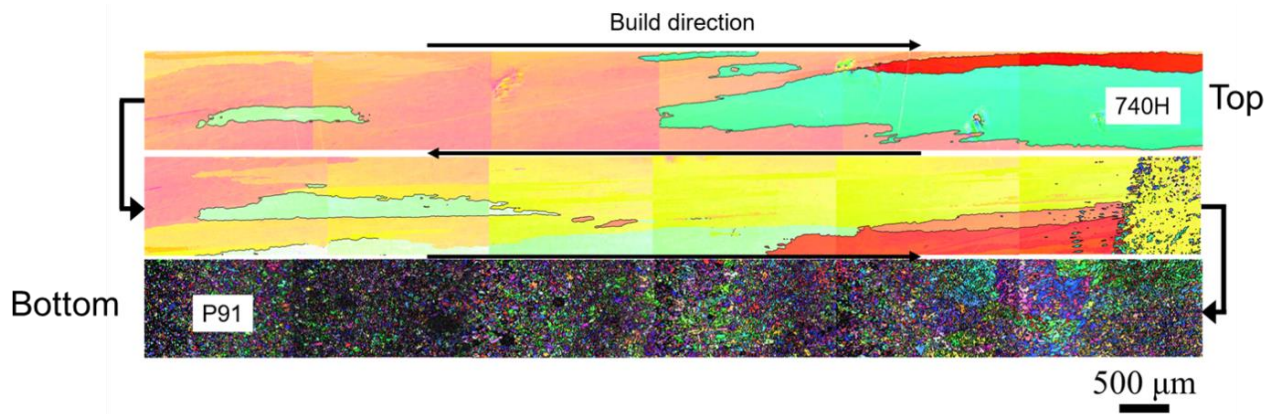 Build direction
740H
Top
Bottom
P91
500 μm